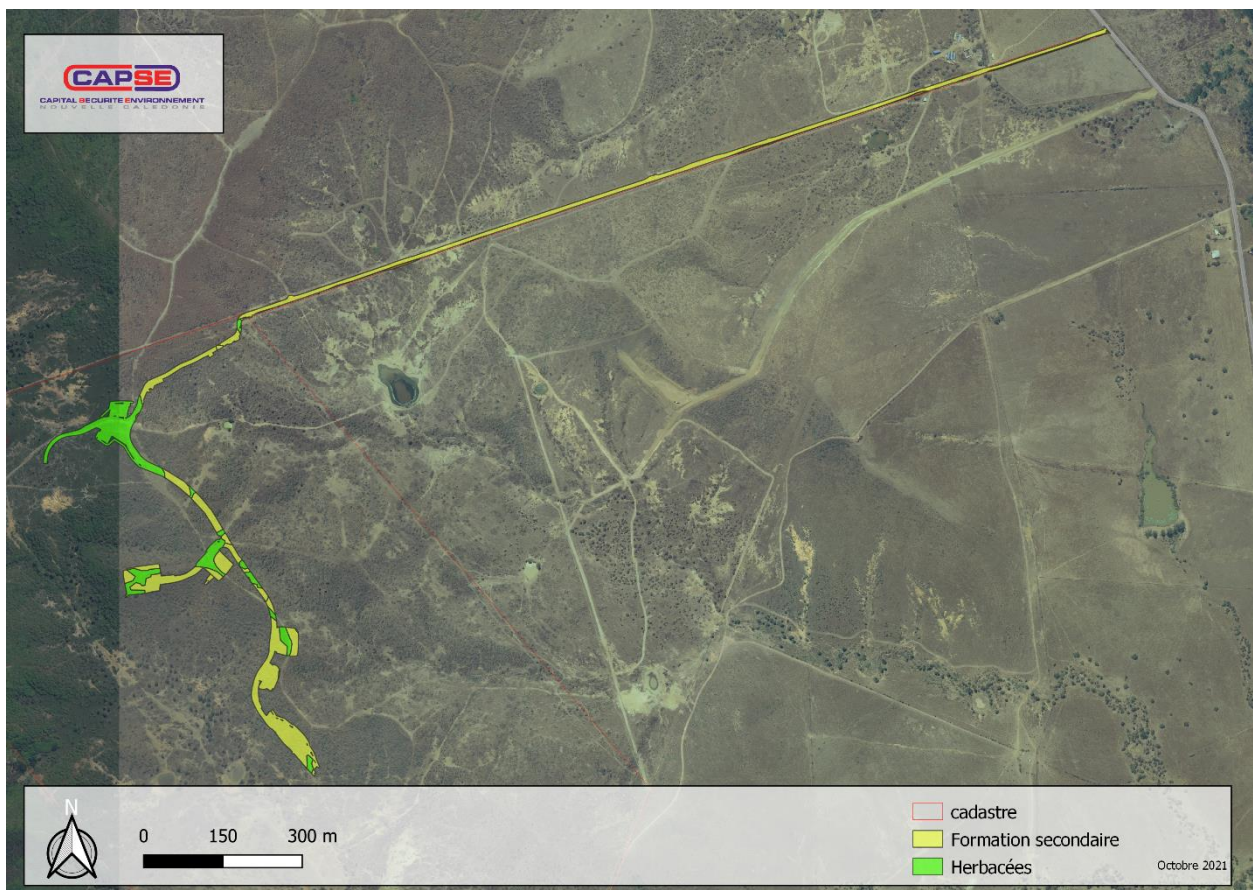 CAPSE
CAPITAL SECURITE ENVIRONNEMENT
NOUVELLE CALEDONIE
N
0 150 300 m
cadastre
Formation secondaire
Herbacées
Octobre 2021